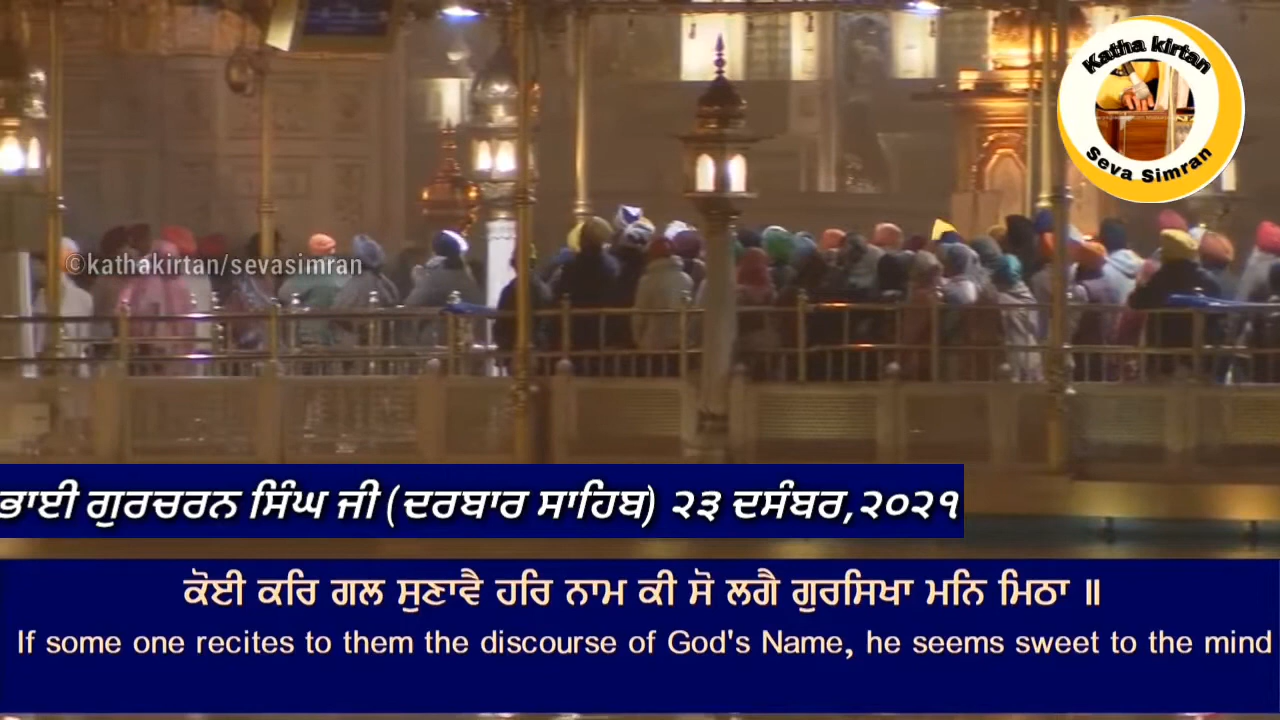 Katha kirtan
Seva Simran
©kathakirtan/sevasimran
ਭਾਈ ਗੁਰਚਰਨ ਸਿੰਘ ਜੀ (ਦਰਬਾਰ ਸਾਹਿਬ) ੨੩ ਦਸੰਬਰ,੨੦੨੧
ਕੋਈ ਕਰਿ ਗਲ ਸੁਣਾਵੈ ਹਰਿ ਨਾਮ ਕੀ ਸੋ ਲਗੈ ਗੁਰਸਿਖਾ ਮਨਿ ਮਿਠਾ ॥
If some one recites to them the discourse of God's Name, he seems sweet to the mind